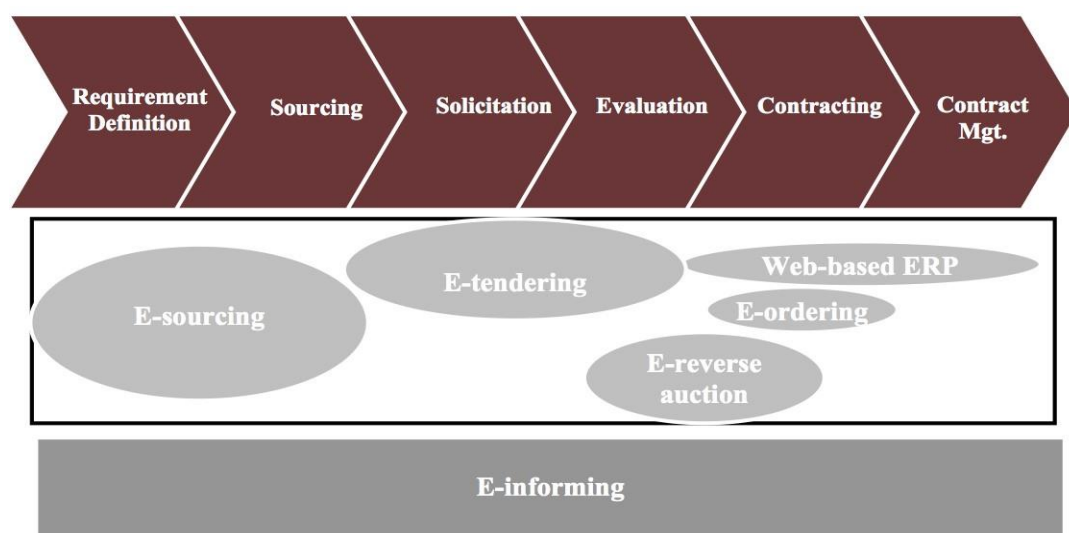 Requirement
Definition
Sourcing
Solicitation
Evaluation
Contracting
Contract
Mgt.
E-sourcing
E-tendering
Web-based ERP
E-ordering
E-reverse
auction
E-informing